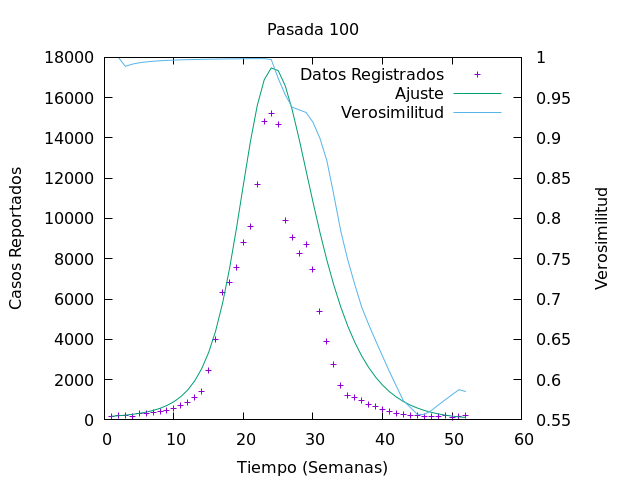 Pasada 100
18000
16000
14000
12000
10000
8000
6000
4000
2000
0
1
0.95
0.9
0.85
0.8
0.75
0.7
0.65
0.6
0.55
Datos Registrados
Ajuste
Verosimilitud
Casos Reportados
Verosimilitud
0 10 20 30 40 50 60
Tiempo (Semanas)